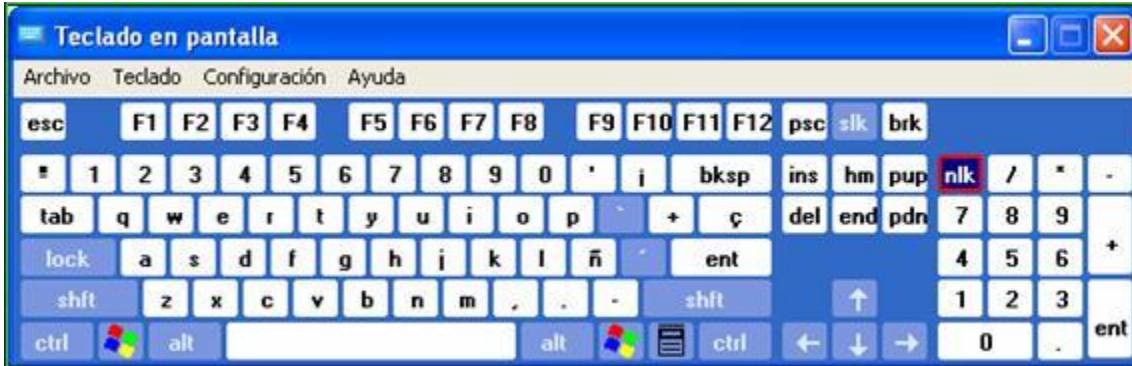 Teclado en pantalla
Archivo Teclado Configuración Ayuda
esc F1 F2 F3 F4 F5 F6 F7 F8 F9 F10 F11 F12 psc slk brk
º 1 2 3 4 5 6 7 8 9 0 ' ¡ bksp ins hm pup nlk / * -
tab q w e r t y u i o p ` + ç del end pdn 7 8 9 +
lock a s d f g h j k l ñ ´ ent 4 5 6
shft z x c v b n m , . - shft ↑ 1 2 3 ent
ctrl alt alt ctrl ← ↓ → 0 .